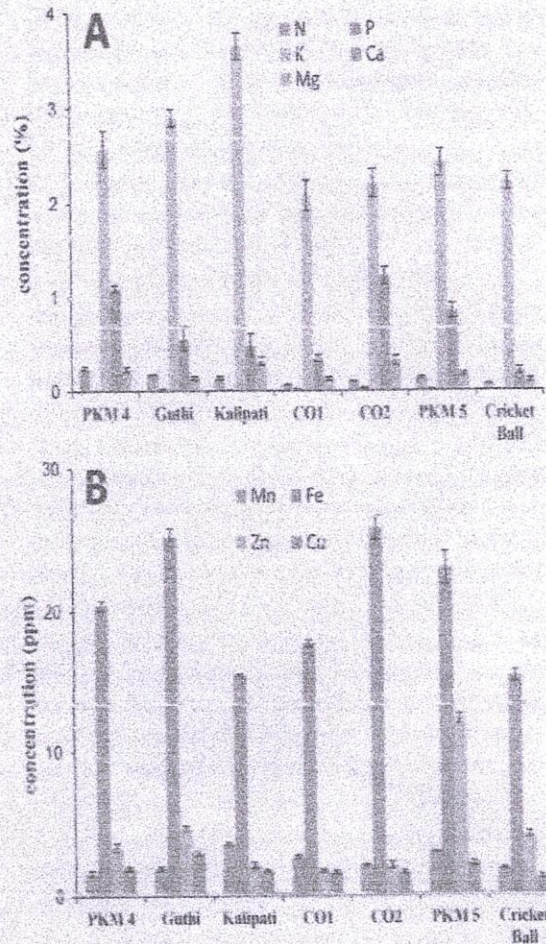 A
4
3
2
1
0
concentration (%)
N P
K Ca
Mg
PKM 4 Guthi Kalipati CO1 CO2 PKM 5 Cricket Ball
B
30
20
10
0
concentration (ppm)
Mn Fe
Zn Cu
PKM 4 Guthi Kalipati CO1 CO2 PKM 5 Cricket Ball